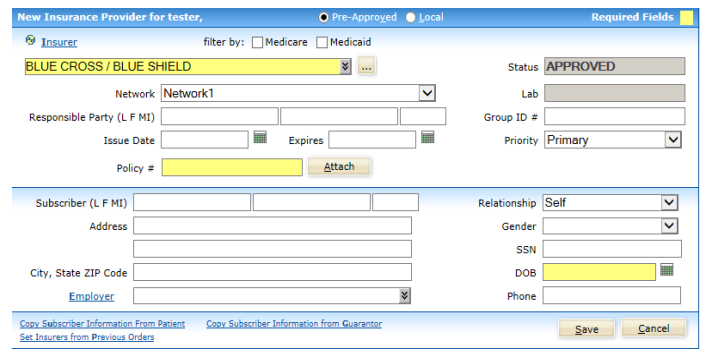 New Insurance Provider for tester, Pre-Approved Local Required Fields
Insurer filter by: Medicare Medicaid
BLUE CROSS / BLUE SHIELD ... Status APPROVED
Network Network1 Lab
Responsible Party (L F MI) Group ID #
Issue Date Expires Priority Primary
Policy # Attach
Subscriber (L F MI) Relationship Self
Address Gender
SSN
City, State ZIP Code DOB
Employer Phone
Copy Subscriber Information From Patient Copy Subscriber Information from Guarantor
Set Insurers from Previous Orders Save Cancel